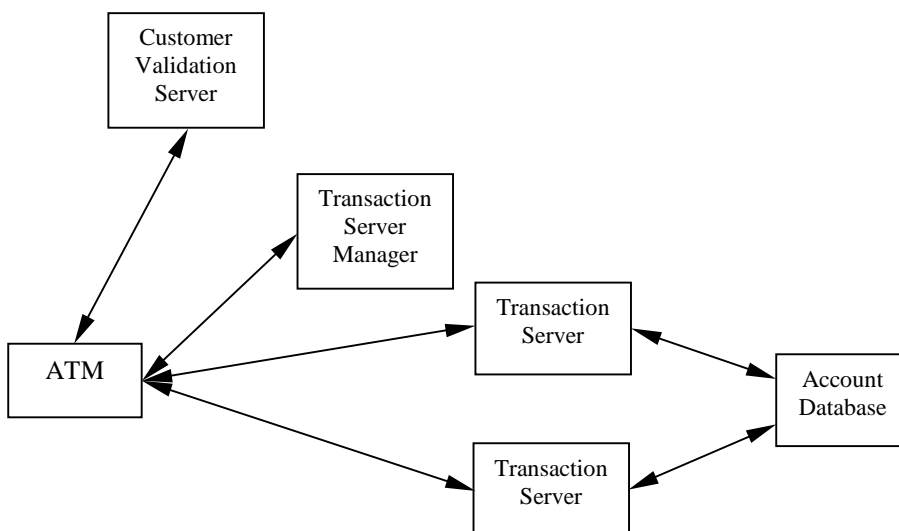 Customer
Validation
Server
Transaction
Server
Manager
Transaction
Server
ATM
Account
Database
Transaction
Server